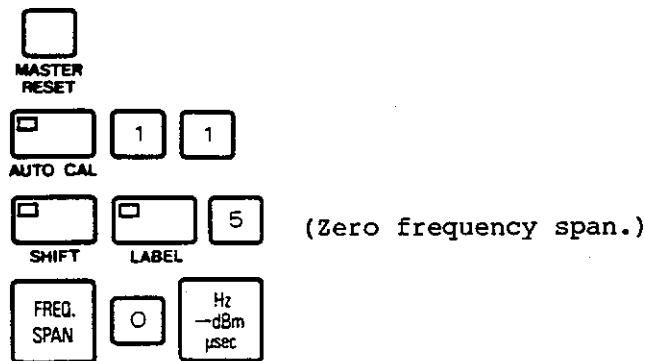 MASTER
RESET
1 1
AUTO CAL
5 (Zero frequency span.)
SHIFT LABEL
FREQ.
SPAN
0
Hz
—dBm
µsec